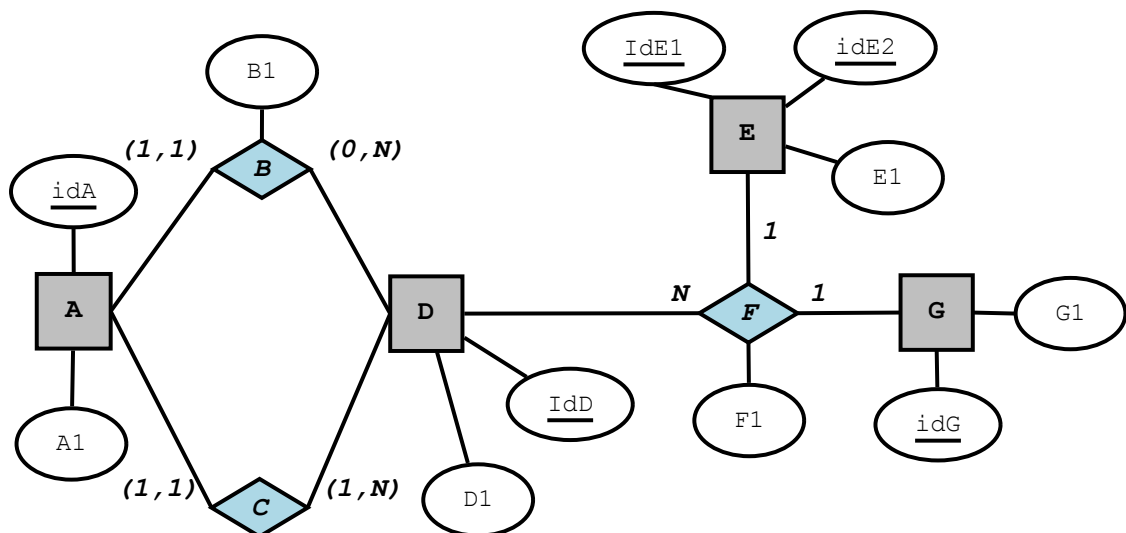 IdE1 idE2
B1
E
(1,1) B (0,N)
E1
idA
1
N 1
A D F G G1
IdD
F1 idG
A1
(1,1) (1,N)
D1
C